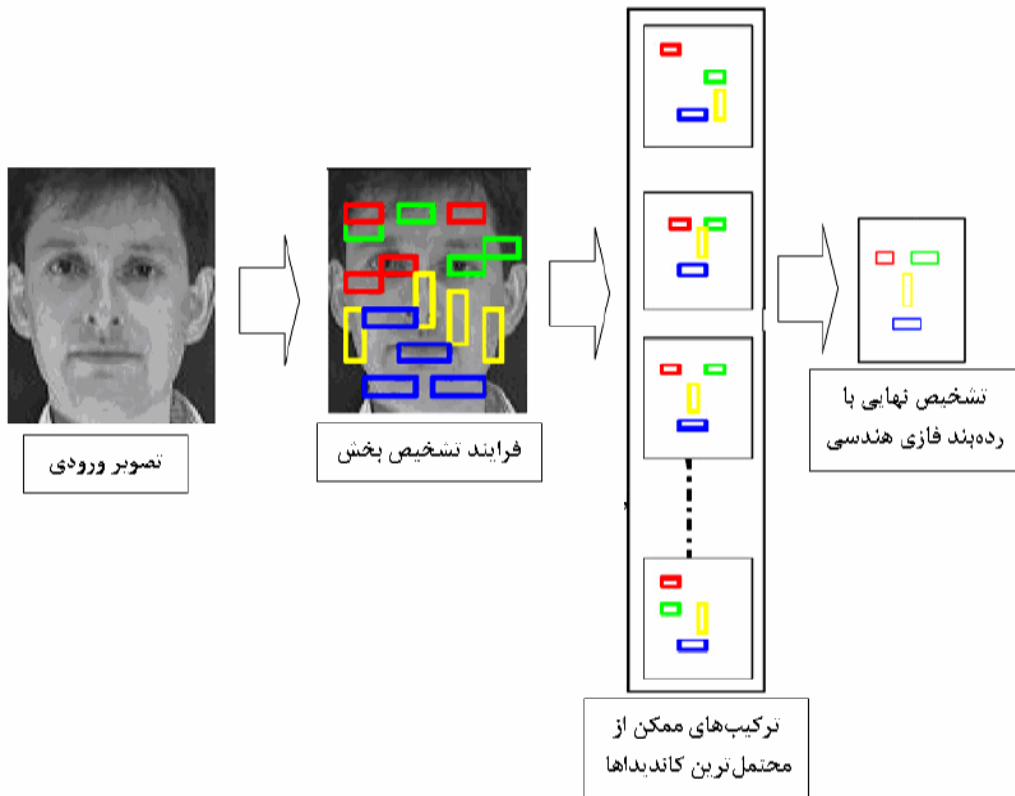 تصویر ورودی
فرایند تشخیص بخش
ترکیب‌های ممکن از
محتمل‌ترین کاندیداها
تشخیص نهایی با
رده‌بند فازی هندسی